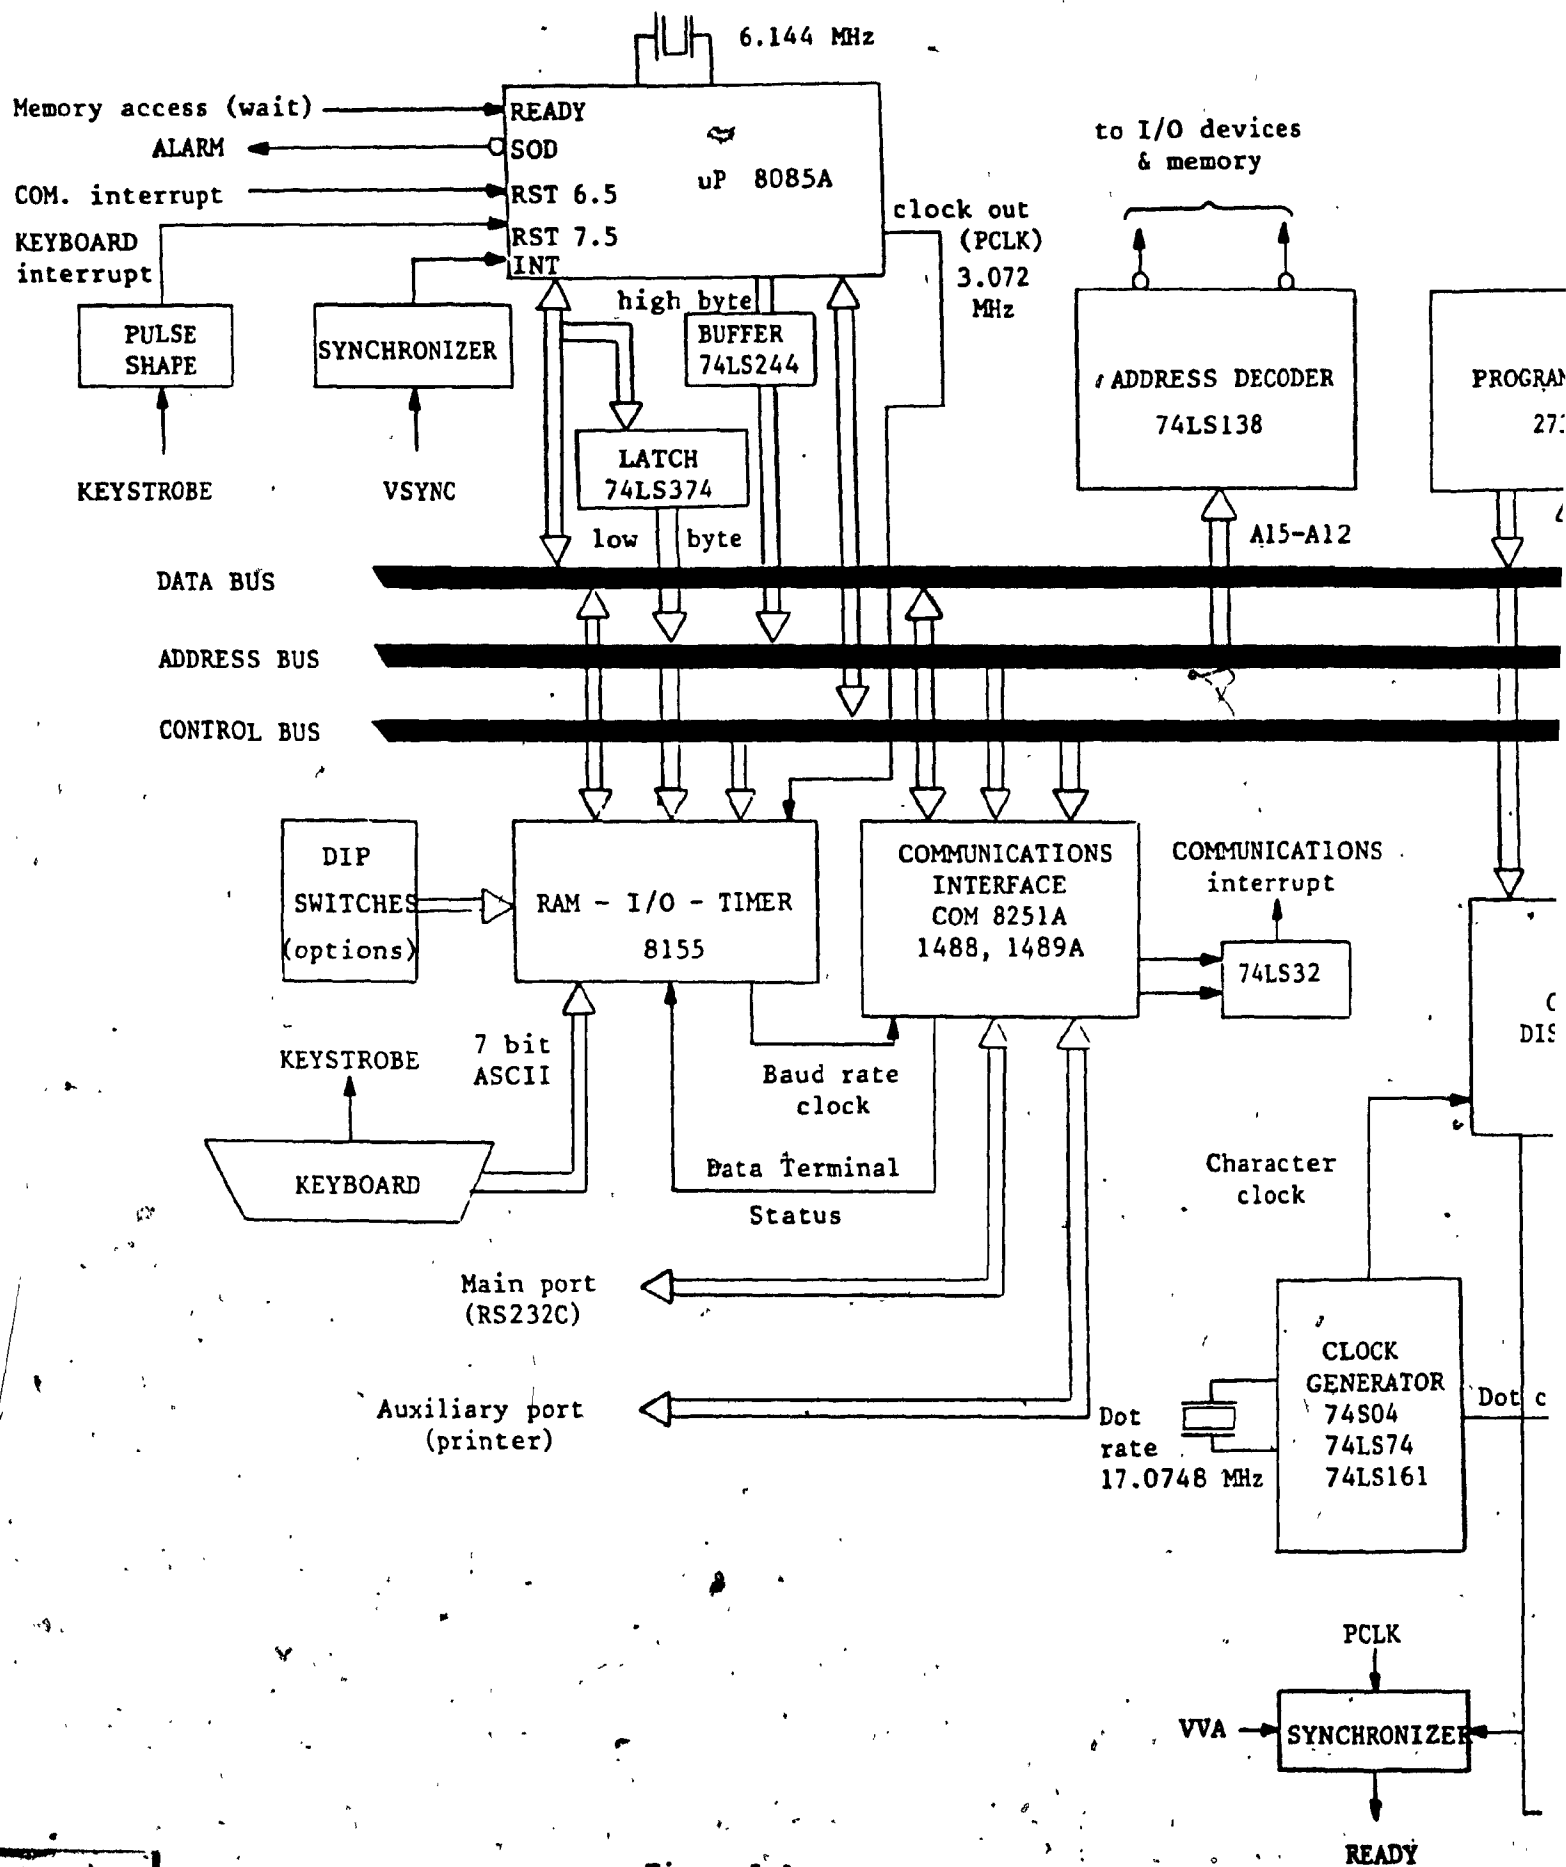 6.144 MHz
Memory access (wait)
READY
ALARM
SOD
uP 8085A
COM. interrupt
RST 6.5
KEYBOARD
interrupt
RST 7.5
INT
clock out
(PCLK)
3.072
MHz
to I/O devices
& memory
PULSE
SHAPE
SYNCHRONIZER
high byte
BUFFER
74LS244
ADDRESS DECODER
74LS138
KEYSTROBE
VSYNC
LATCH
74LS374
low byte
A15-A12
DATA BUS
ADDRESS BUS
CONTROL BUS
DIP
SWITCHES
(options)
RAM - I/O - TIMER
8155
COMMUNICATIONS
INTERFACE
COM 8251A
1488, 1489A
COMMUNICATIONS
interrupt
74LS32
KEYSTROBE
7 bit
ASCII
Baud rate
clock
KEYBOARD
Data Terminal
Status
Character
clock
Main port
(RS232C)
Auxiliary port
(printer)
Dot
rate
17.0748 MHz
CLOCK
GENERATOR
74S04
74LS74
74LS161
Dot
PCLK
VVA
SYNCHRONIZER
READY